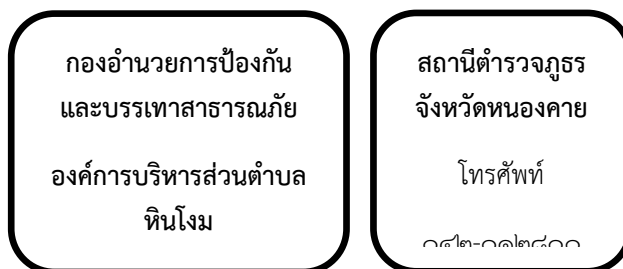 กองอำนวยการป้องกัน
และบรรเทาสาธารณภัย
องค์การบริหารส่วนตำบล
หินโงม
สถานีตำรวจภูธร
จังหวัดหนองคาย
โทรศัพท์